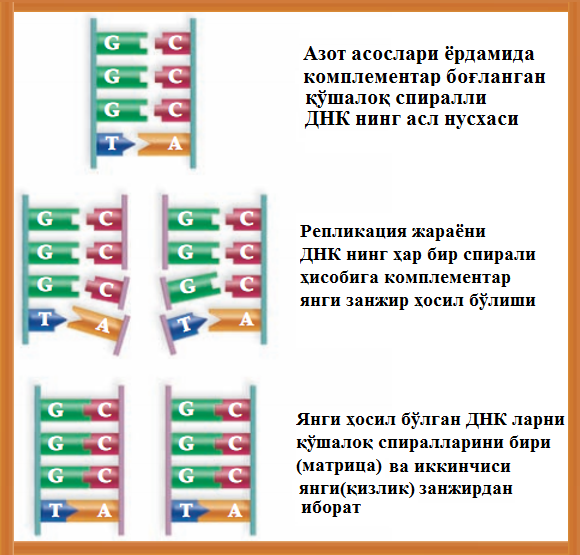 G C
G C
G C
T A
Азот асослари ёрдамида
комплементар боғланган
қўшалоқ спиралли
ДНК нинг асл нусхаси
G C G C
G C G C
G C G C
T A T A
Репликация жараёни
ДНК нинг ҳар бир спирали
ҳисобига комплементар
янги занжир ҳосил бўлиши
G C G C
G C G C
G C G C
T A T A
Янги ҳосил бўлган ДНК ларни
қўшалоқ спиралларини бири
(матрица) ва иккинчиси
янги(қизлик) занжирдан
иборат